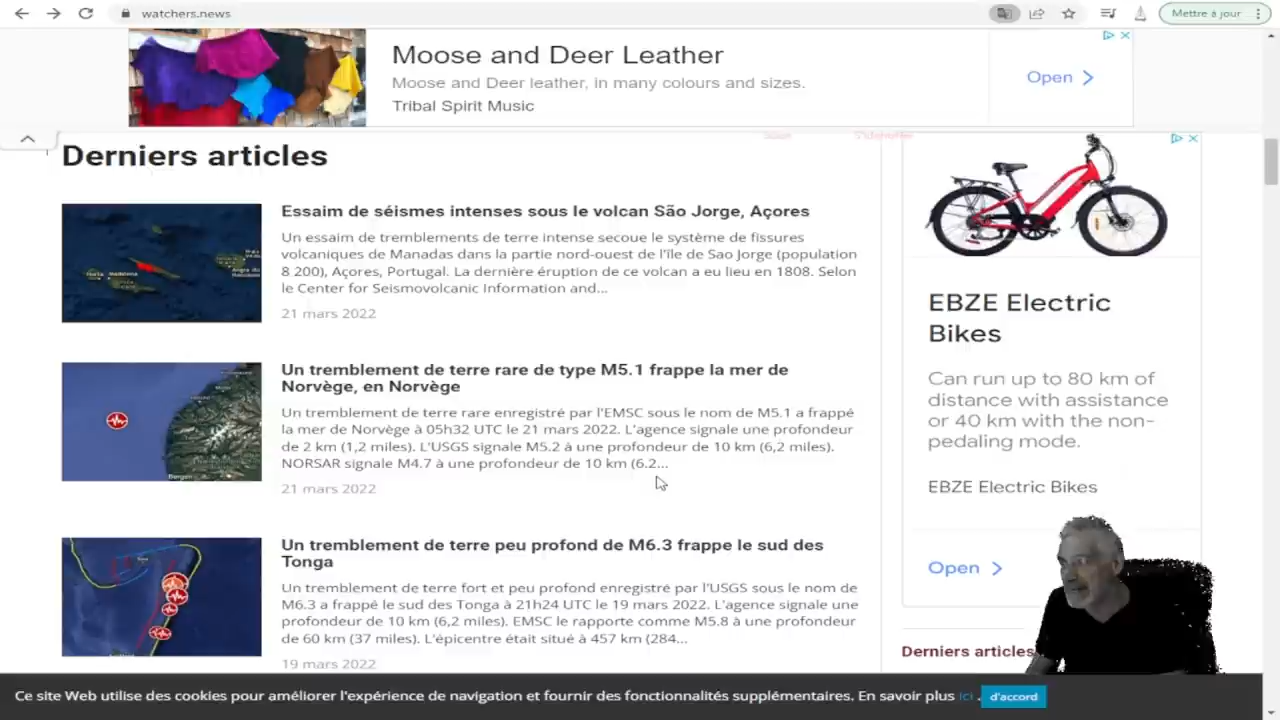 watchers.news
Mettre à jour
Moose and Deer Leather
Moose and Deer leather, in many colours and sizes.
Tribal Spirit Music
Open
Derniers articles
Essaim de séismes intenses sous le volcan São Jorge, Açores
Un essaim de tremblements de terre intense secoue le système de fissures
volcaniques de Manadas dans la partie nord-ouest de l'île de Sao Jorge (population
8 200), Açores, Portugal. La dernière éruption de ce volcan a eu lieu en 1808. Selon
le Center for Seismovolcanic Information and...
21 mars 2022
Un tremblement de terre rare de type M5.1 frappe la mer de
Norvège, en Norvège
Un tremblement de terre rare enregistré par l'EMSC sous le nom de M5.1 a frappé
la mer de Norvège à 05h32 UTC le 21 mars 2022. L'agence signale une profondeur
de 2 km (1,2 miles). L'USGS signale M5.2 à une profondeur de 10 km (6,2 miles).
NORSAR signale M4.7 à une profondeur de 10 km (6.2...
21 mars 2022
Un tremblement de terre peu profond de M6.3 frappe le sud des
Tonga
Un tremblement de terre fort et peu profond enregistré par l'USGS sous le nom de
M6.3 a frappé le sud des Tonga à 21h24 UTC le 19 mars 2022. L'agence signale une
profondeur de 10 km (6,2 miles). EMSC le rapporte comme M5.8 à une profondeur
de 60 km (37 miles). L'épicentre était situé à 457 km (284...
19 mars 2022
EBZE Electric
Bikes
Can run up to 80 km of
distance with assistance
or 40 km with the non-
pedaling mode.
EBZE Electric Bikes
Open
Derniers articles
Ce site Web utilise des cookies pour améliorer l'expérience de navigation et fournir des fonctionnalités supplémentaires. En savoir plus ici .
d'accord